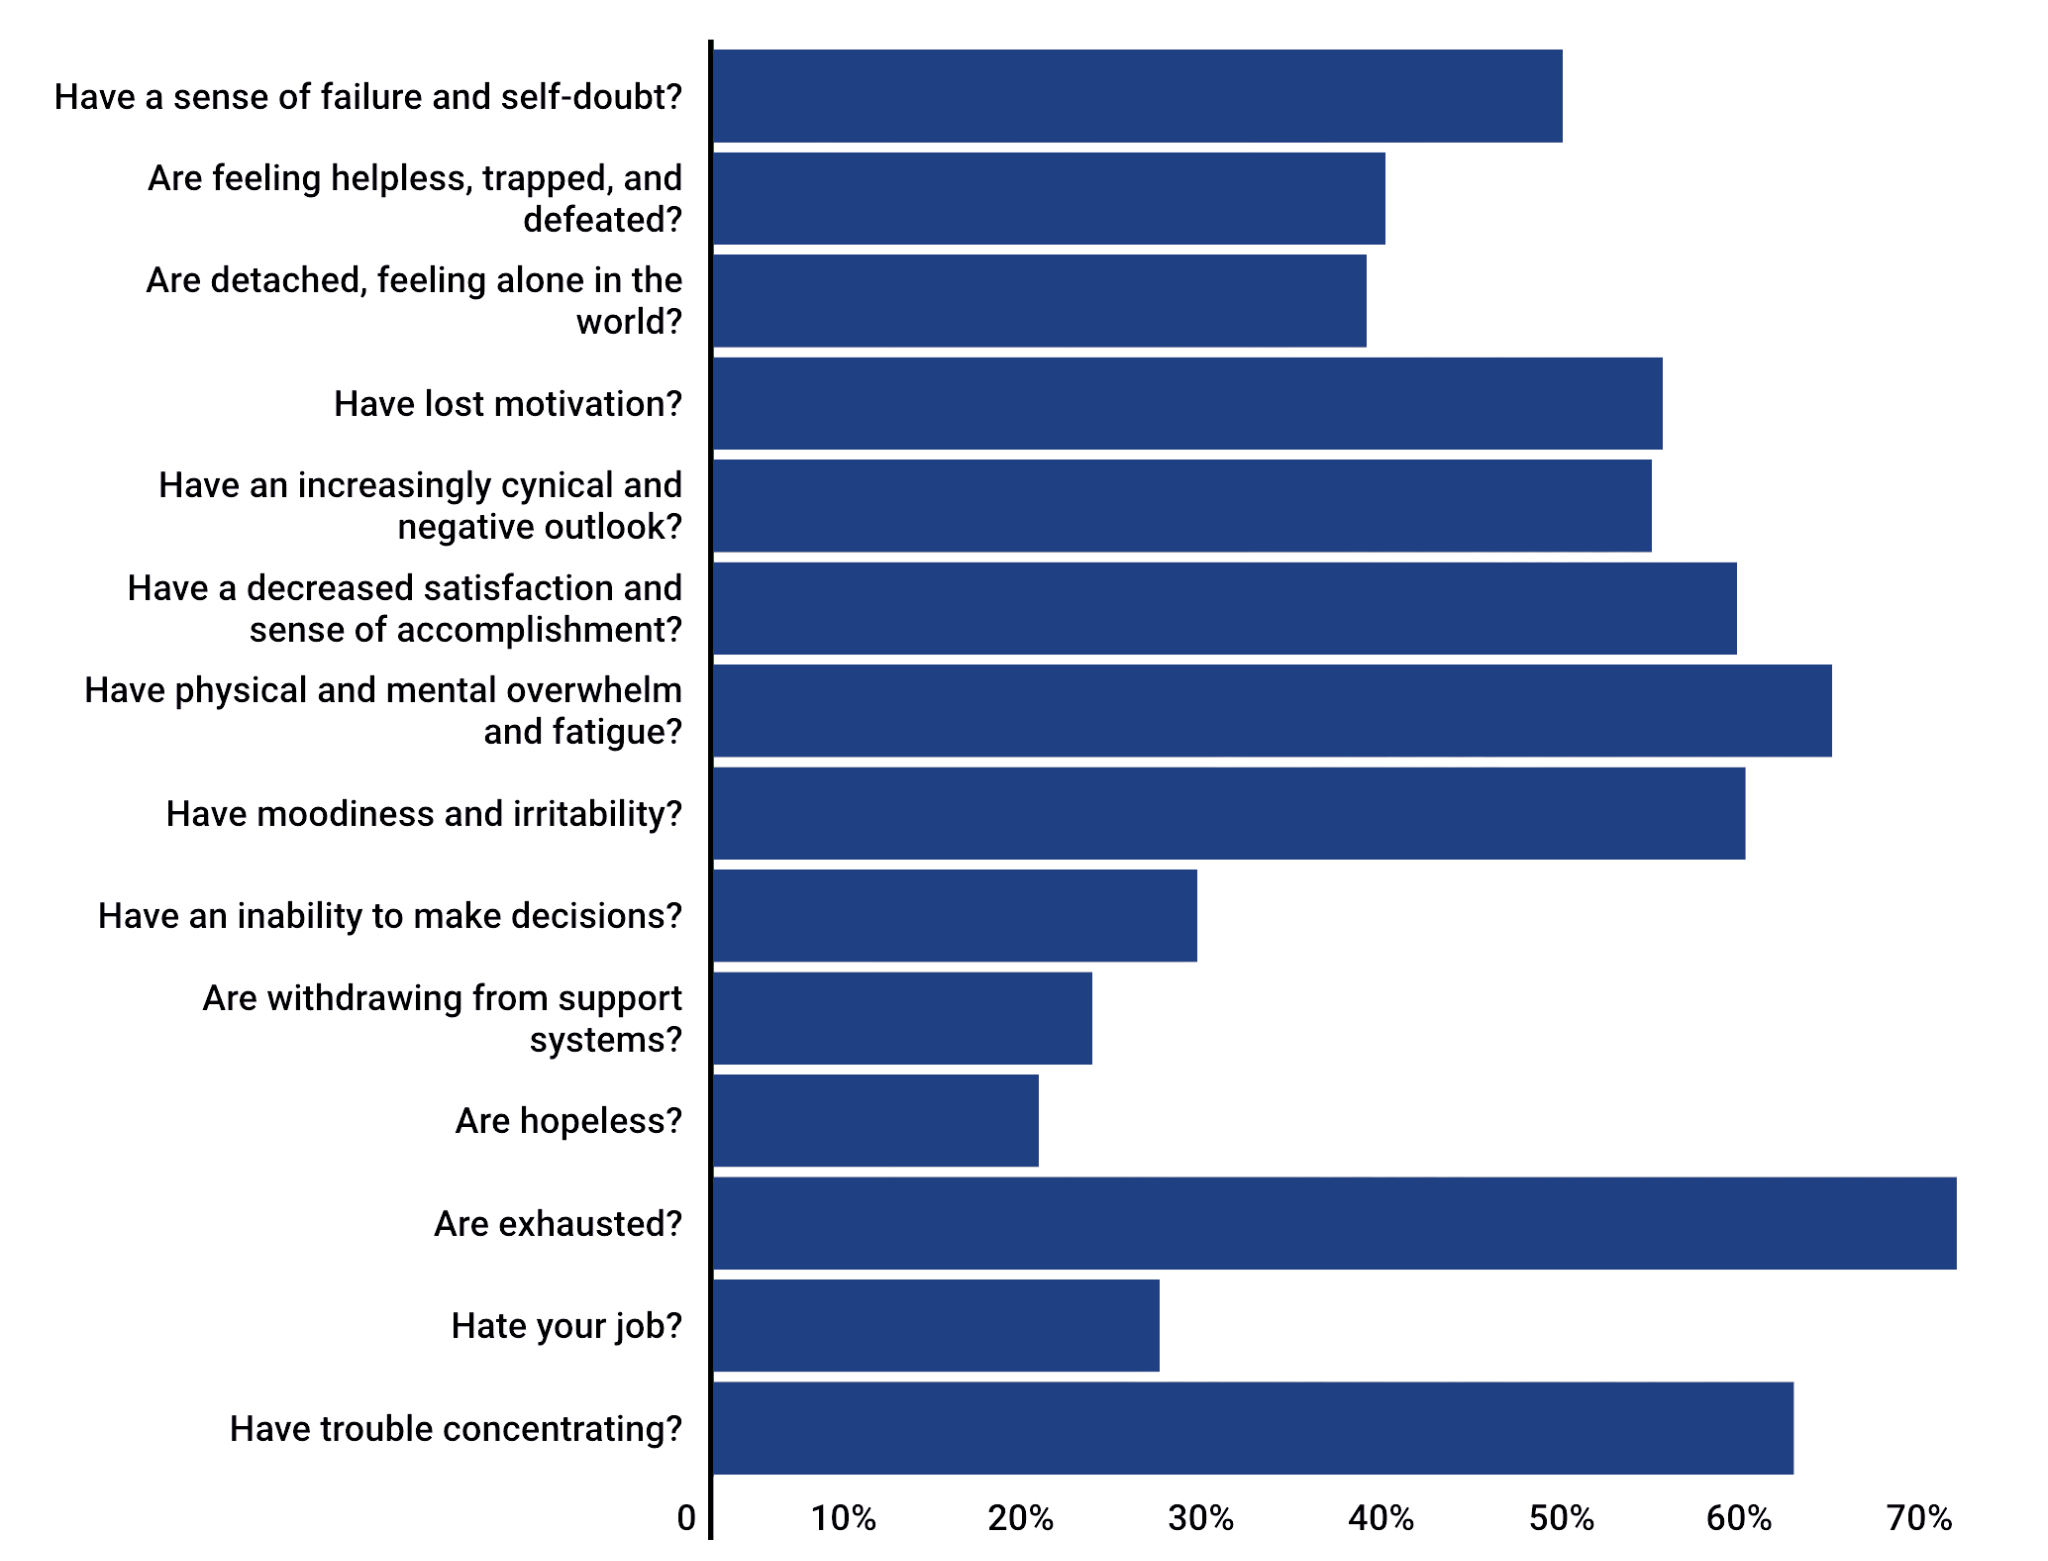 Have a sense of failure and self-doubt?
Are feeling helpless, trapped, and
defeated?
Are detached, feeling alone in the
world?
Have lost motivation?
Have an increasingly cynical and
negative outlook?
Have a decreased satisfaction and
sense of accomplishment?
Have physical and mental overwhelm
and fatigue?
Have moodiness and irritability?
Have an inability to make decisions?
Are withdrawing from support
systems?
Are hopeless?
Are exhausted?
Hate your job?
Have trouble concentrating?
0 10% 20% 30% 40% 50% 60% 70%